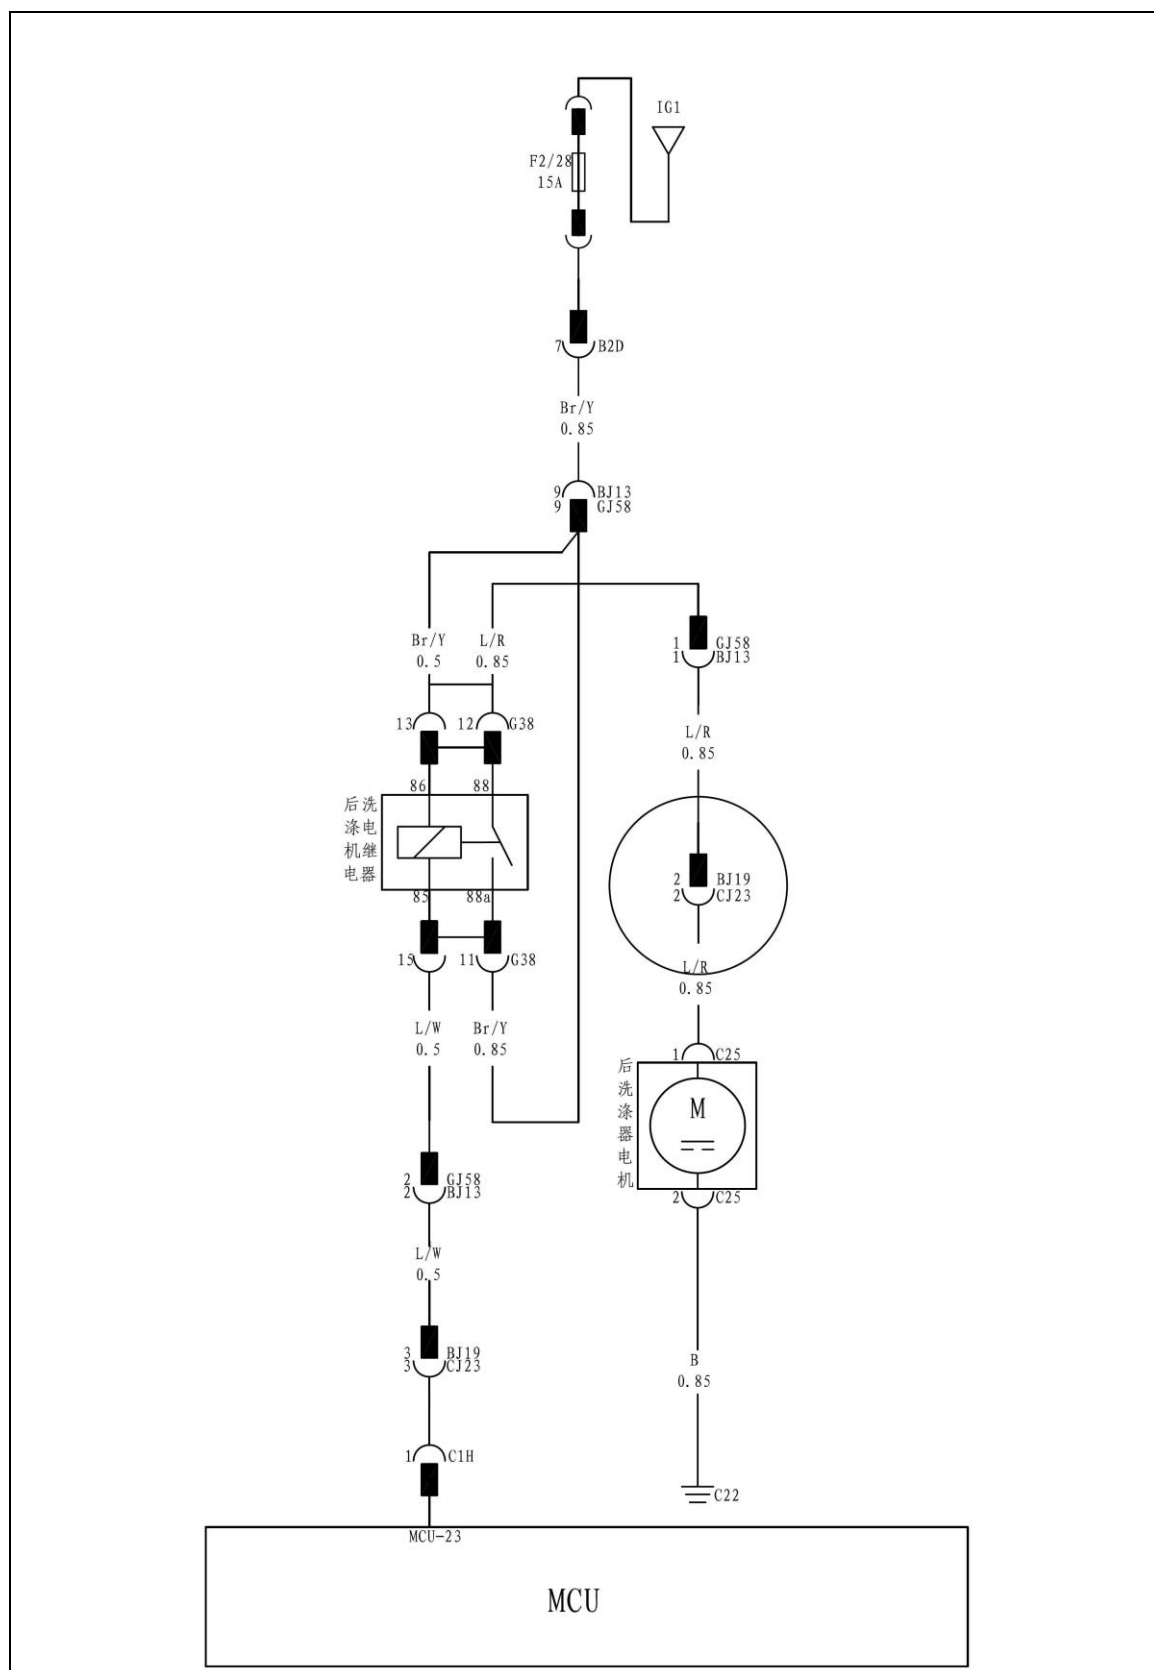 IG1
F2/28
15A
7 B2D
Br/Y
0.85
9 BJ13
9 GJ58
Br/Y
0.5
L/R
0.85
1 GJ58
1 BJ13
13
12 G38
L/R
0.85
86
88
后洗涤电机继电器
85
88a
2 BJ19
2 CJ23
15
11 G38
L/R
0.85
L/W
0.5
Br/Y
0.85
1 C25
后洗涤器电机
M
2 GJ58
2 BJ13
2 C25
L/W
0.5
3 BJ19
3 CJ23
B
0.85
1 C1H
C22
MCU-23
MCU